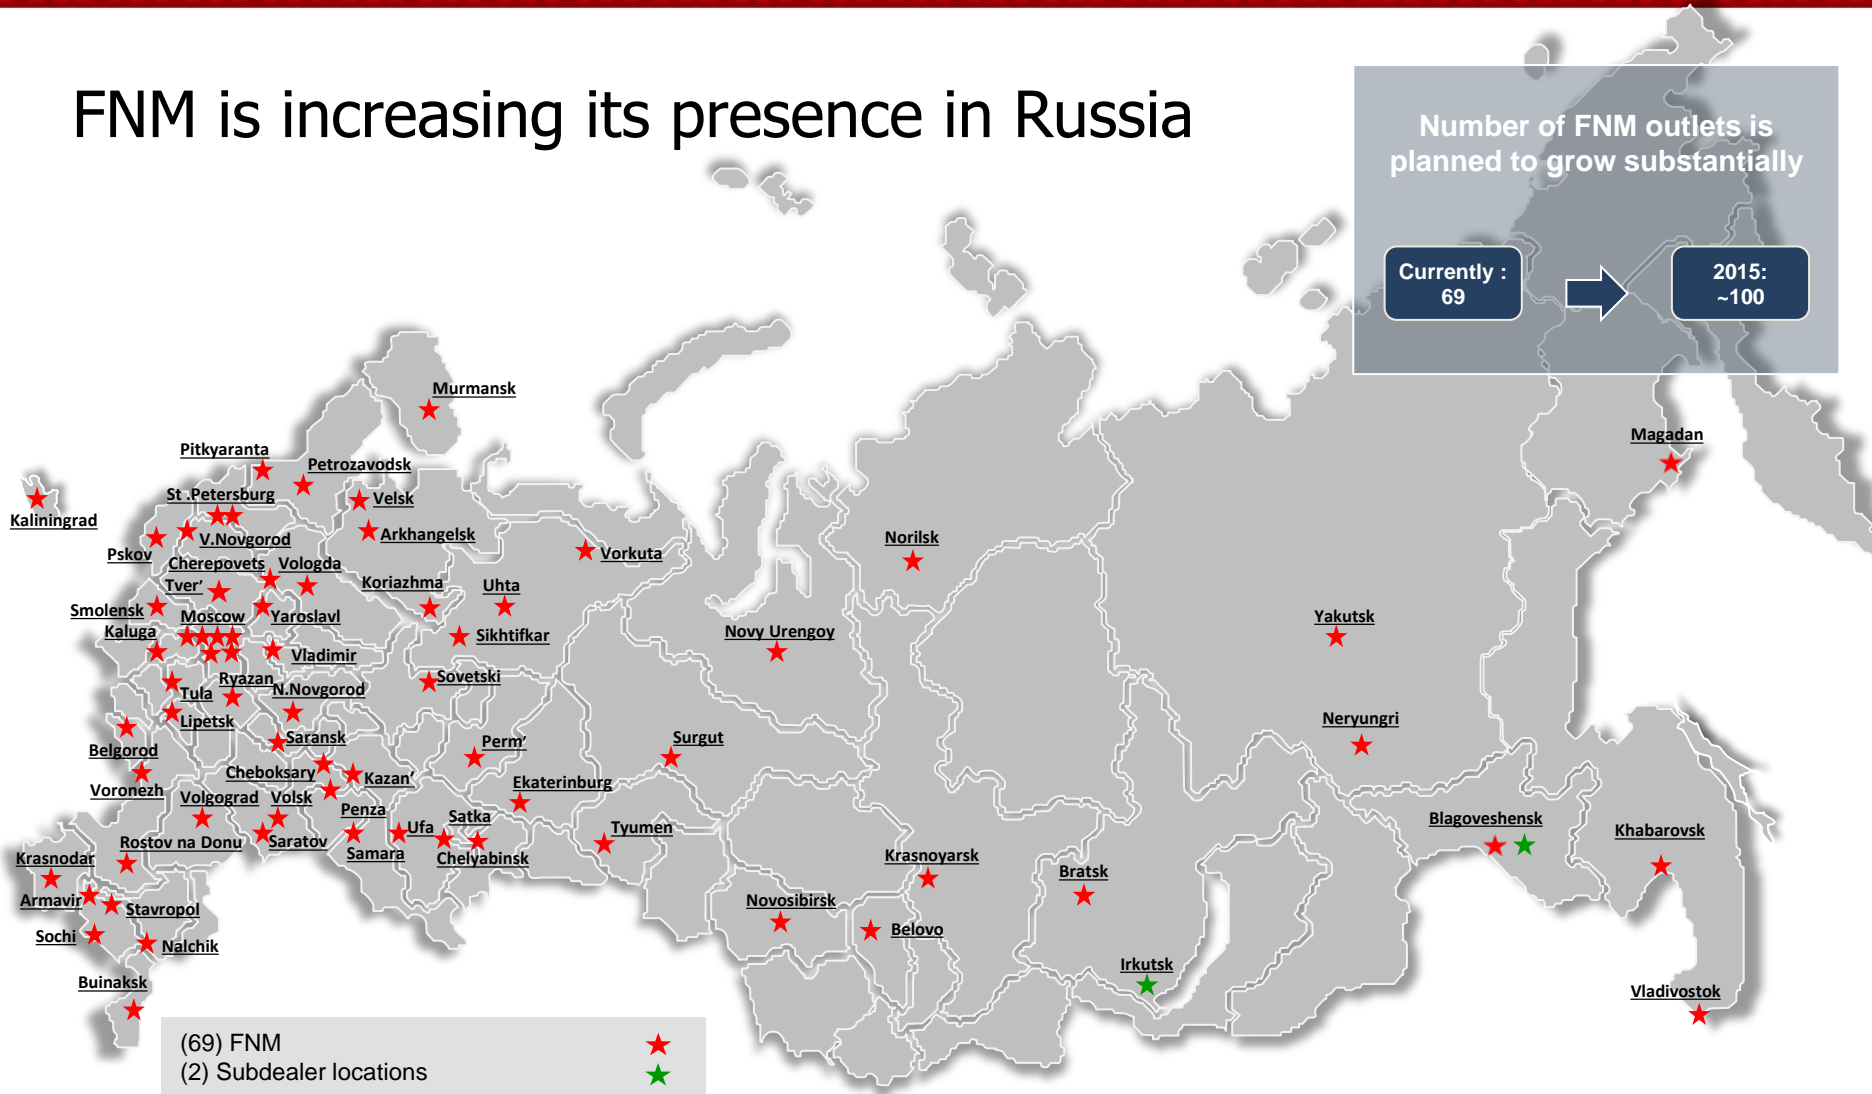 FNM is increasing its presence in Russia
Number of FNM outlets is
planned to grow substantially
Currently :
69
2015:
~100
Murmansk
Pitkyaranta
Petrozavodsk
St .Petersburg
Velsk
Kaliningrad
V.Novgorod
Arkhangelsk
Pskov
Vorkuta
Norilsk
Magadan
Cherepovets
Vologda
Tver’
Koriazhma
Uhta
Smolensk
Moscow
Yaroslavl
Kaluga
Sikhtifkar
Novy Urengoy
Yakutsk
Vladimir
Ryazan
Sovetski
Tula
N.Novgorod
Lipetsk
Neryungri
Saransk
Perm’
Surgut
Belgorod
Cheboksary
Kazan’
Ekaterinburg
Voronezh
Volgograd
Volsk
Penza
Satka
Blagoveshensk
Rostov na Donu
Saratov
Ufa
Tyumen
Khabarovsk
Samara
Chelyabinsk
Krasnodar
Krasnoyarsk
Bratsk
Armavir
Stavropol
Novosibirsk
Belovo
Sochi
Nalchik
Irkutsk
Buinaksk
Vladivostok
(69) FNM
(2) Subdealer locations